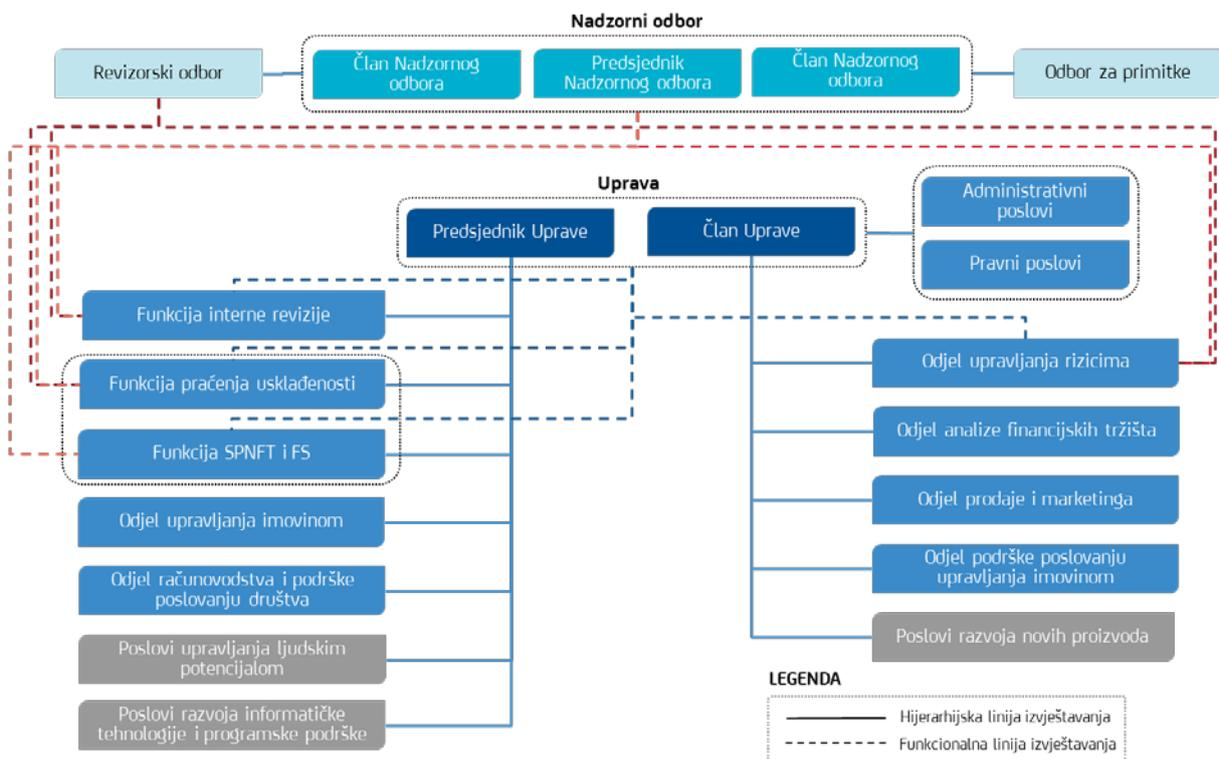 Nadzorni odbor
Revizorski odbor
Član Nadzornog
odbora
Predsjednik
Nadzornog odbora
Član Nadzornog
odbora
Odbor za primitke
Uprava
Predsjednik Uprave
Član Uprave
Administrativni
poslovi
Pravni poslovi
Funkcija interne revizije
Funkcija praćenja usklađenosti
Funkcija SPNFT i FS
Odjel upravljanja imovinom
Odjel računovodstva i podrške
poslovanju društva
Poslovi upravljanja ljudskim
potencijalom
Poslovi razvoja informatičke
tehnologije i programske podrške
Odjel upravljanja rizicima
Odjel analize financijskih tržišta
Odjel prodaje i marketinga
Odjel podrške poslovanju
upravljanja imovinom
Poslovi razvoja novih proizvoda
LEGENDA
Hijerarhijska linija izvještavanja
Funkcionalna linija izvještavanja